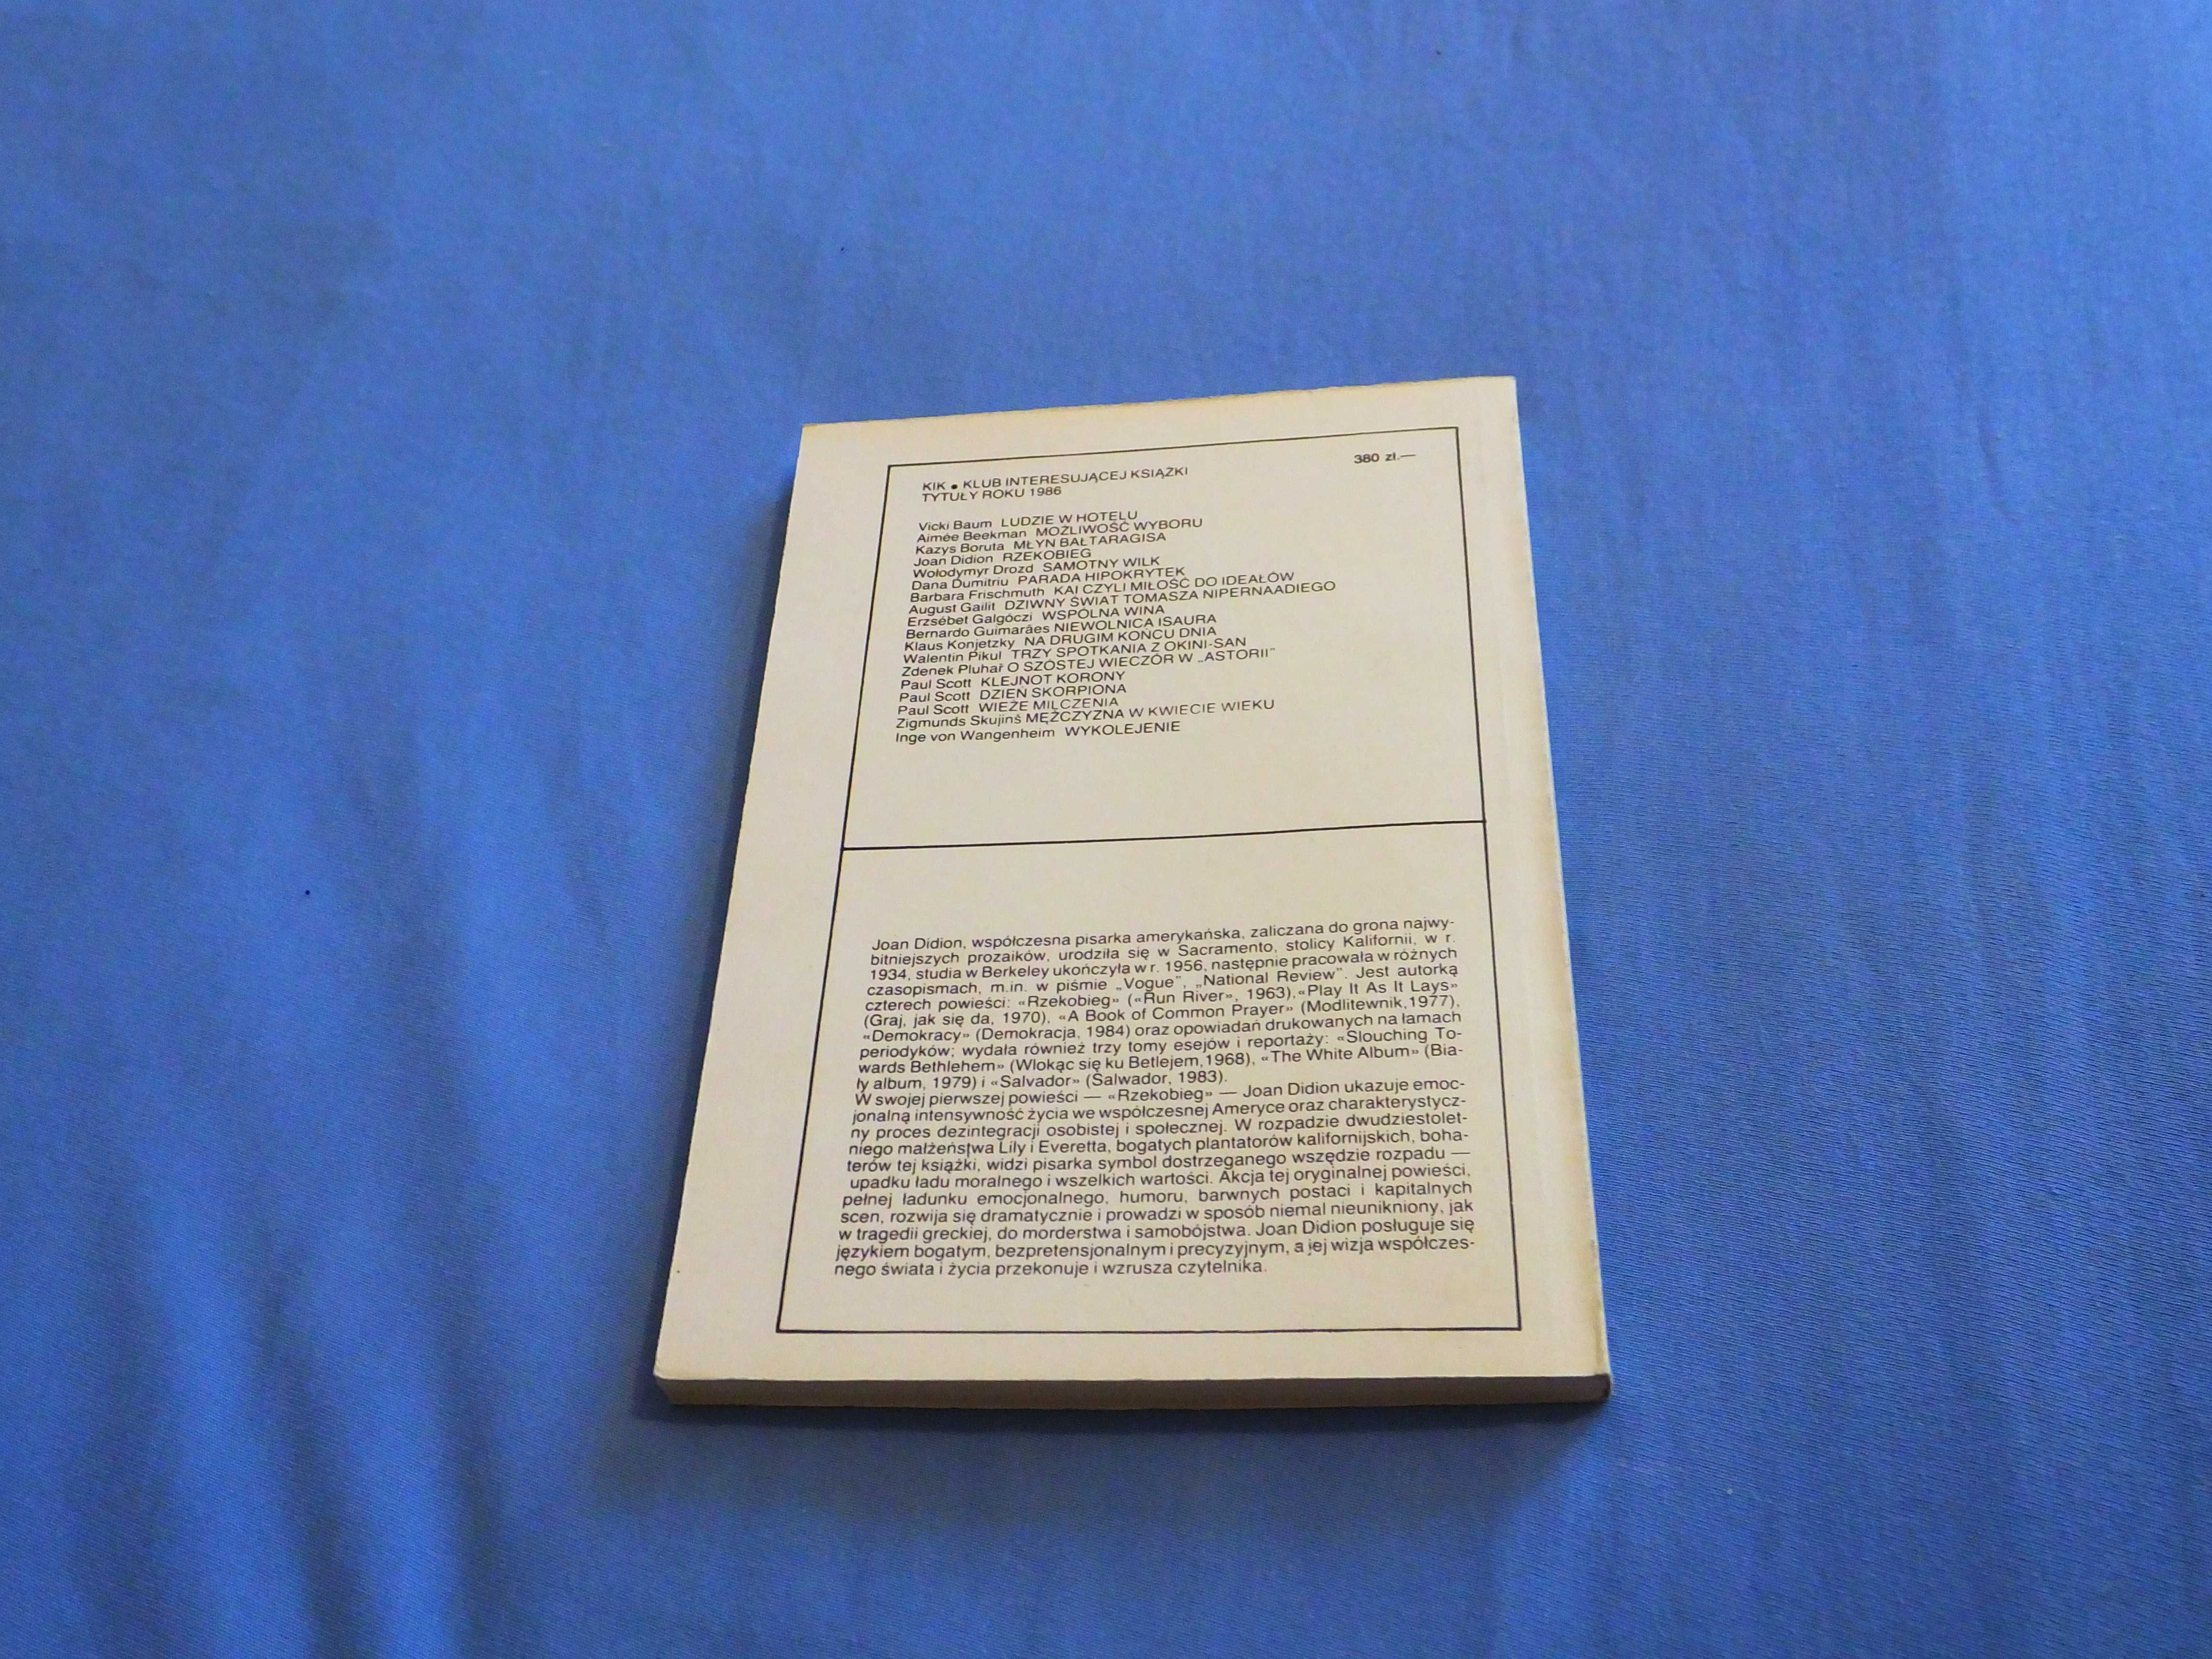 380 zł.—
KIK • KLUB INTERESUJĄCEJ KSIĄŻKI
TYTUŁY ROKU 1986
Vicki Baum LUDZIE W HOTELU
Aimée Beekman MOŻLIWOŚĆ WYBORU
Kazys Boruta MŁYN BAŁTARAGISA
Joan Didion RZEKOBIEG
Wołodymyr Drozd SAMOTNY WILK
Dana Dumitriu PARADA HIPOKRYTEK
Barbara Frischmuth KAI CZYLI MIŁOŚĆ DO IDEAŁÓW
August Gailit DZIWNY ŚWIAT TOMASZA NIPERNAADIEGO
Erzsébet Galgóczi WSPÓLNA WINA
Bernardo Guimarães NIEWOLNICA ISAURA
Klaus Konjetzky NA DRUGIM KOŃCU DNIA
Walentin Pikul TRZY SPOTKANIA Z OKINI-SAN
Zdenek Pluhař O SZÓSTEJ WIECZÓR W „ASTORII”
Paul Scott KLEJNOT KORONY
Paul Scott DZIEŃ SKORPIONA
Paul Scott WIEŻE MILCZENIA
Zigmunds Skujinš MĘŻCZYZNA W KWIECIE WIEKU
Inge von Wangenheim WYKOLEJENIE
Joan Didion, współczesna pisarka amerykańska, zaliczana do grona najwy-
bitniejszych prozaików, urodziła się w Sacramento, stolicy Kalifornii, w r.
1934, studia w Berkeley ukończyła w r. 1956, następnie pracowała w różnych
czasopismach, m.in. w piśmie „Vogue”, „National Review”. Jest autorką
czterech powieści: «Rzekobieg» («Run River», 1963),«Play It As It Lays»
(Graj, jak się da, 1970), «A Book of Common Prayer» (Modlitewnik,1977),
«Demokracy» (Demokracja, 1984) oraz opowiadań drukowanych na łamach
periodyków; wydała również trzy tomy esejów i reportaży: «Slouching To-
wards Bethlehem» (Wlokąc się ku Betlejem,1968), «The White Album» (Bia-
ły album, 1979) i «Salvador» (Salwador, 1983).
W swojej pierwszej powieści — «Rzekobieg» — Joan Didion ukazuje emoc-
jonalną intensywność życia we współczesnej Ameryce oraz charakterystycz-
ny proces dezintegracji osobistej i społecznej. W rozpadzie dwudziestolet-
niego małżeństwa Lily i Everetta, bogatych plantatorów kalifornijskich, boha-
terów tej książki, widzi pisarka symbol dostrzeganego wszędzie rozpadu —
upadku ładu moralnego i wszelkich wartości. Akcja tej oryginalnej powieści,
pełnej ładunku emocjonalnego, humoru, barwnych postaci i kapitalnych
scen, rozwija się dramatycznie i prowadzi w sposób niemal nieunikniony, jak
w tragedii greckiej, do morderstwa i samobójstwa. Joan Didion posługuje się
językiem bogatym, bezpretensjonalnym i precyzyjnym, a jej wizja współczes-
nego świata i życia przekonuje i wzrusza czytelnika.